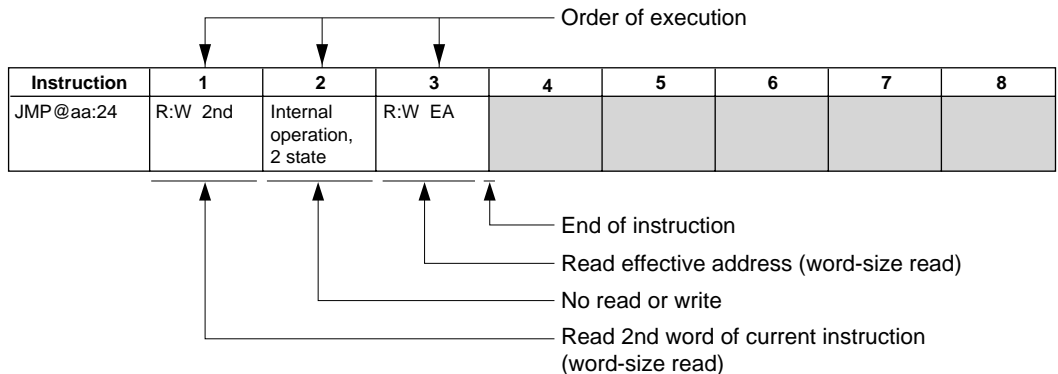 Order of execution
Instruction 1 2 3 4 5 6 7 8
JMP@aa:24 R:W 2nd Internal operation, 2 state R:W EA
End of instruction
Read effective address (word-size read)
No read or write
Read 2nd word of current instruction
(word-size read)